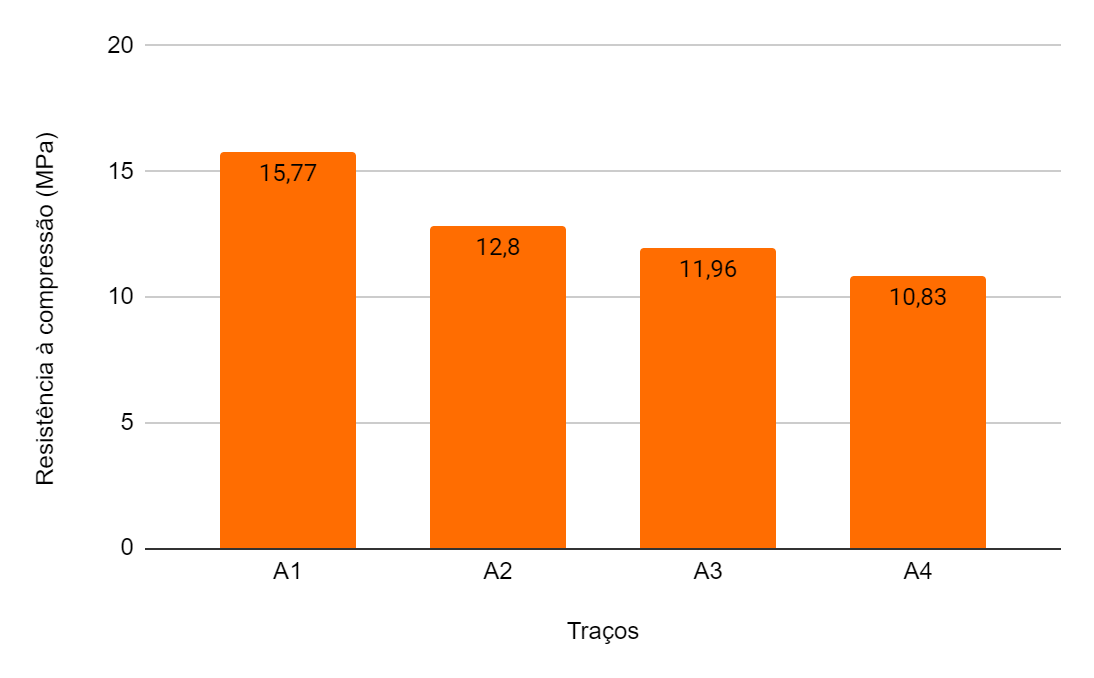 Resistência à compressão (MPa)
20
15
10
5
0
15,77
12,8
11,96
10,83
A1
A2
A3
A4
Traços